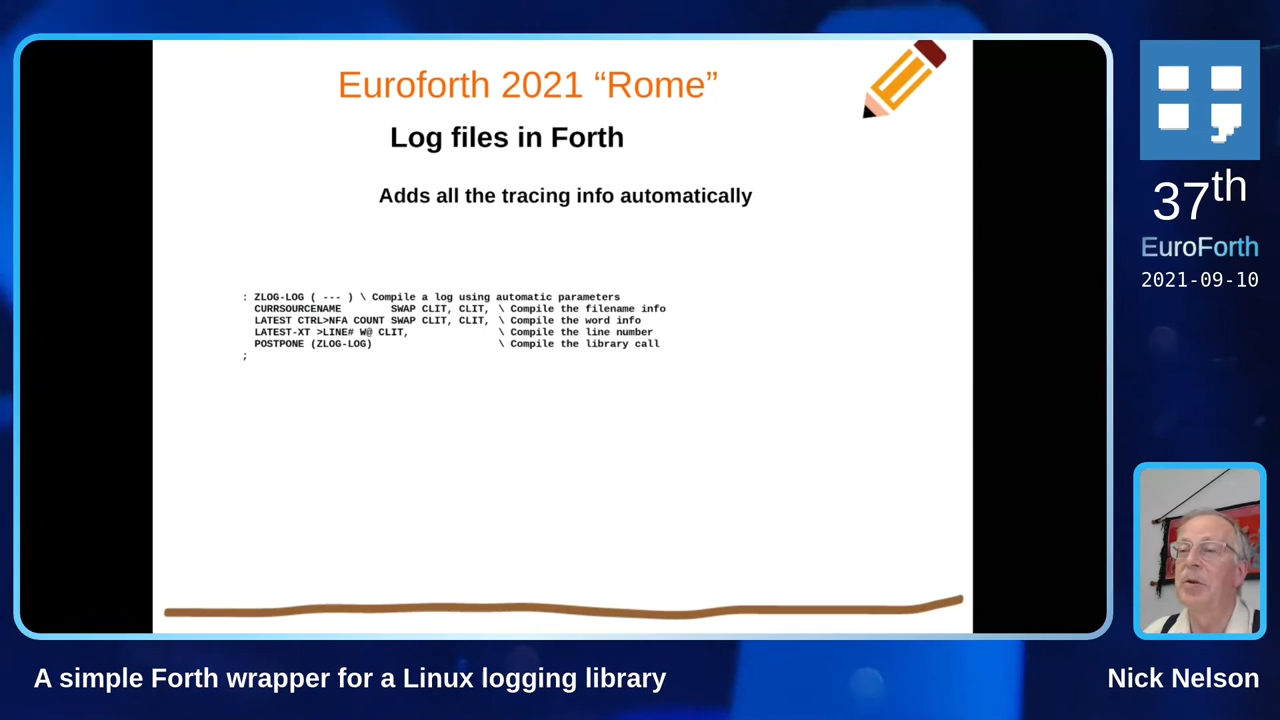 Euroforth 2021 “Rome”
Log files in Forth
Adds all the tracing info automatically
: ZLOG-LOG ( --- ) \ Compile a log using automatic parameters
CURRSOURCENAME        SWAP CLIT, CLIT, \ Compile the filename info
LATEST CTRL>NFA COUNT SWAP CLIT, CLIT, \ Compile the word info
LATEST-XT >LINE# W@ CLIT,              \ Compile the line number
POSTPONE (ZLOG-LOG)                    \ Compile the library call
;
37th
EuroForth
2021-09-10
A simple Forth wrapper for a Linux logging library
Nick Nelson